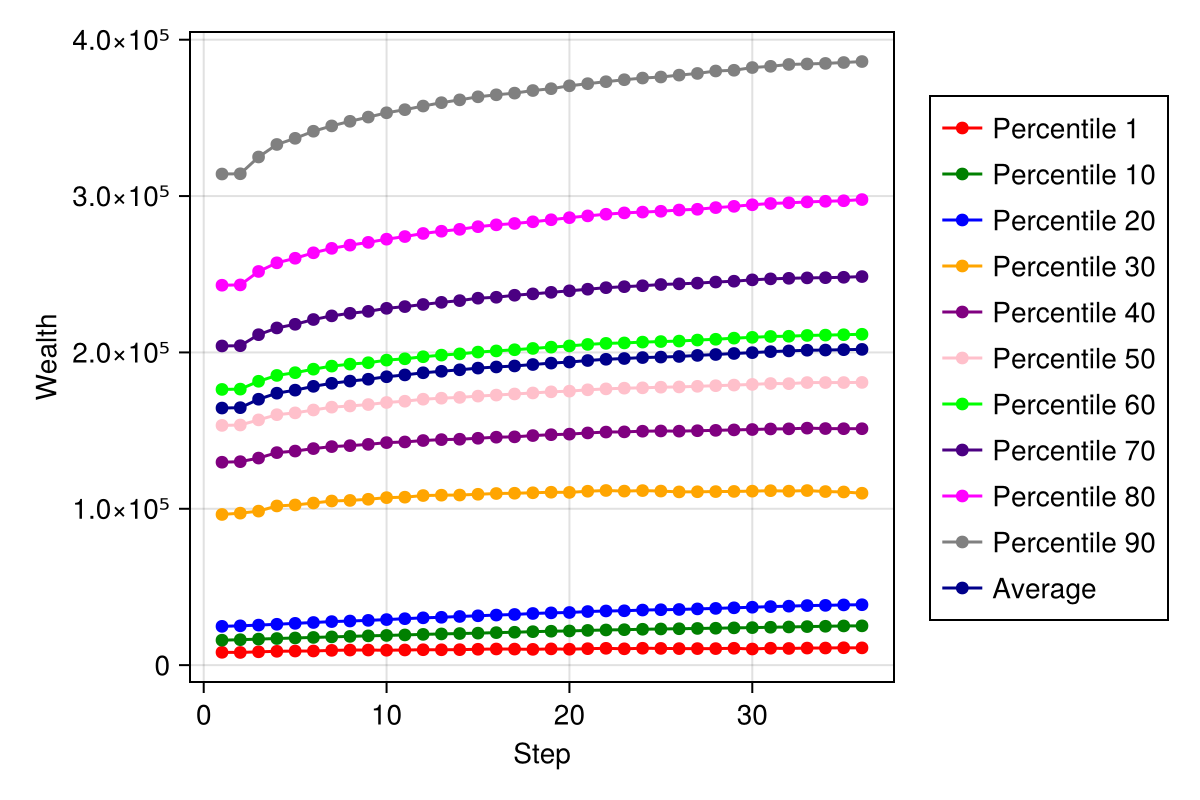 4.0×10⁵
3.0×10⁵
2.0×10⁵
1.0×10⁵
0
Wealth
0 10 20 30
Step
Percentile 1
Percentile 10
Percentile 20
Percentile 30
Percentile 40
Percentile 50
Percentile 60
Percentile 70
Percentile 80
Percentile 90
Average